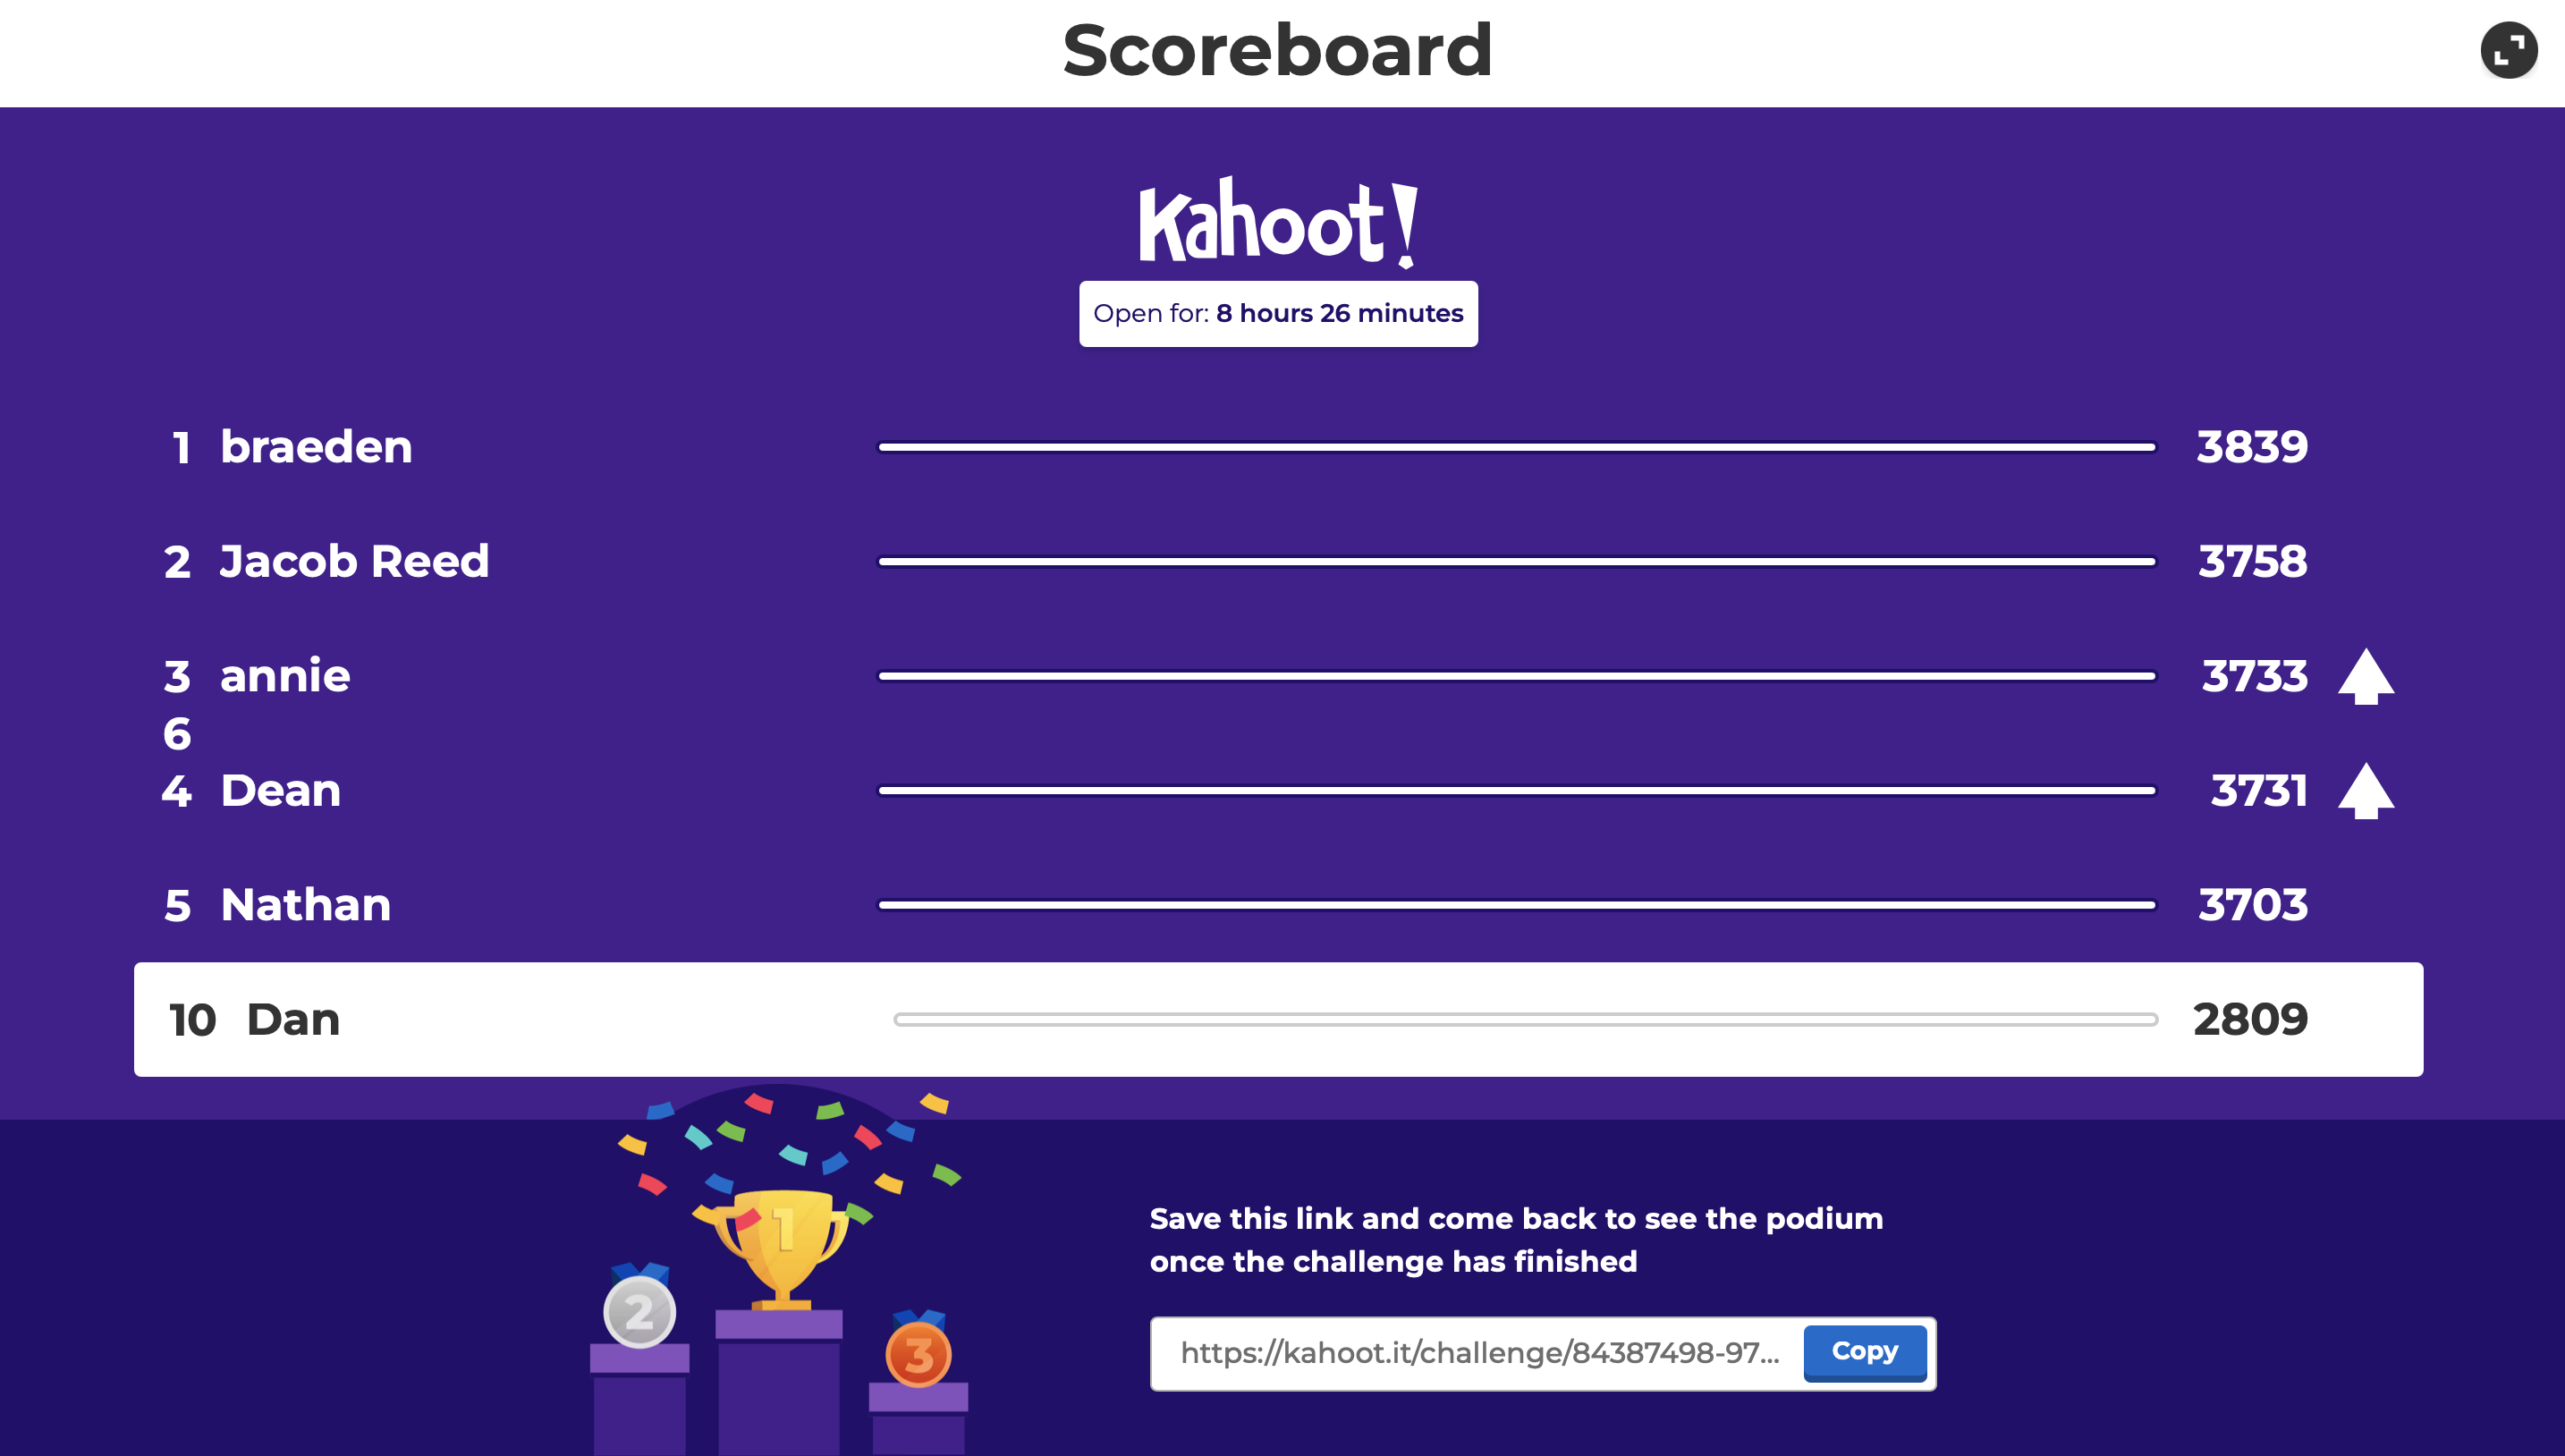 Scoreboard
Kahoot!
Open for: 8 hours 26 minutes
1 braeden 3839
2 Jacob Reed 3758
3 annie 3733
6
4 Dean 3731
5 Nathan 3703
10 Dan 2809
1
2
3
Save this link and come back to see the podium
once the challenge has finished
https://kahoot.it/challenge/84387498-97... Copy